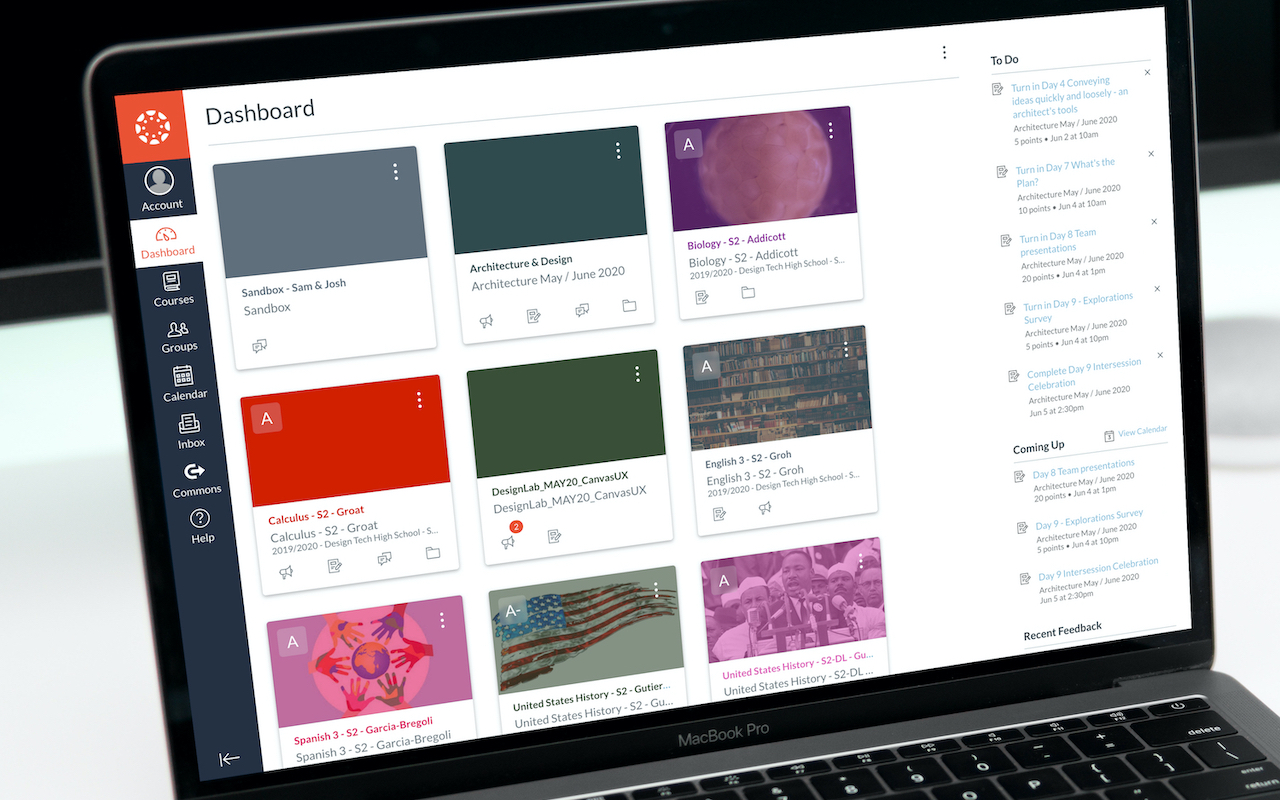 Dashboard
Account
Dashboard
Courses
Groups
Calendar
Inbox
Commons
Help
Sandbox - Sam & Josh
Sandbox
Architecture & Design
Architecture May / June 2020
A
Biology - S2 - Addicott
Biology - S2 - Addicott
2019/2020 - Design Tech High School - S...
A
Calculus - S2 - Groat
Calculus - S2 - Groat
2019/2020 - Design Tech High School - S...
DesignLab_MAY20_CanvasUX
DesignLab_MAY20_CanvasUX
2
A
English 3 - S2 - Groh
English 3 - S2 - Groh
2019/2020 - Design Tech High School - S...
A
Spanish 3 - S2 - Garcia-Bregoli
Spanish 3 - S2 - Garcia-Bregoli
A-
United States History - S2 - Gutier...
United States History - S2 - Gu...
A
United States History - S2-DL - Gu...
United States History - S2-DL ...
To Do
Turn in Day 4 Conveying
ideas quickly and loosely - an
architect's tools
Architecture May / June 2020
5 points • Jun 2 at 10am
Turn in Day 7 What's the
Plan?
Architecture May / June 2020
10 points • Jun 4 at 10am
Turn in Day 8 Team
presentations
Architecture May / June 2020
20 points • Jun 4 at 1pm
Turn in Day 9 - Explorations
Survey
Architecture May / June 2020
5 points • Jun 4 at 10pm
Complete Day 9 Intersession
Celebration
Architecture May / June 2020
Jun 5 at 2:30pm
Coming Up
View Calendar
Day 8 Team presentations
Architecture May / June 2020
20 points • Jun 4 at 1pm
Day 9 - Explorations Survey
Architecture May / June 2020
5 points • Jun 4 at 10pm
Day 9 Intersession Celebration
Architecture May / June 2020
Jun 5 at 2:30pm
Recent Feedback
MacBook Pro
F10
F11
F12
delete
8
9
0
P
enter
return